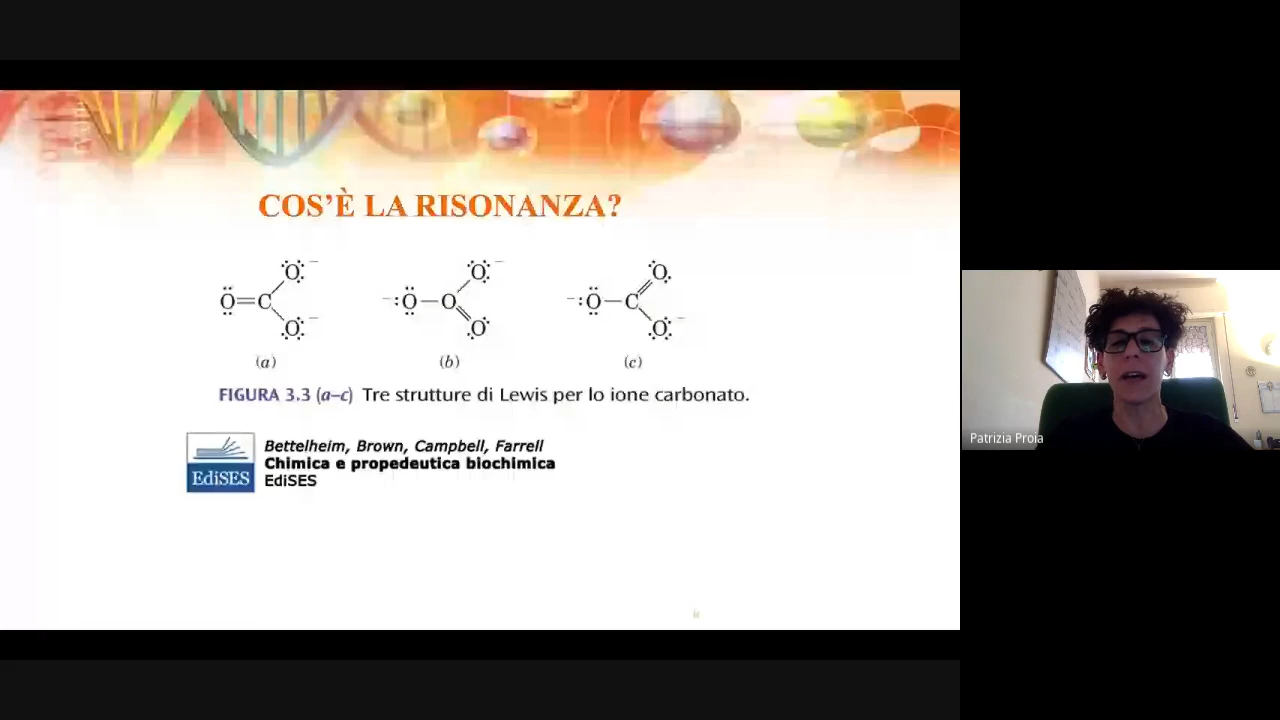 COS'È LA RISONANZA?
Ö=C O: – O: –
– :Ö–O O: – O:
– :Ö–C O: O: –
(a) (b) (c)
FIGURA 3.3 (a–c) Tre strutture di Lewis per lo ione carbonato.
Bettelheim, Brown, Campbell, Farrell
Chimica e propedeutica biochimica
EdiSES
EdiSES
Patrizia Proia